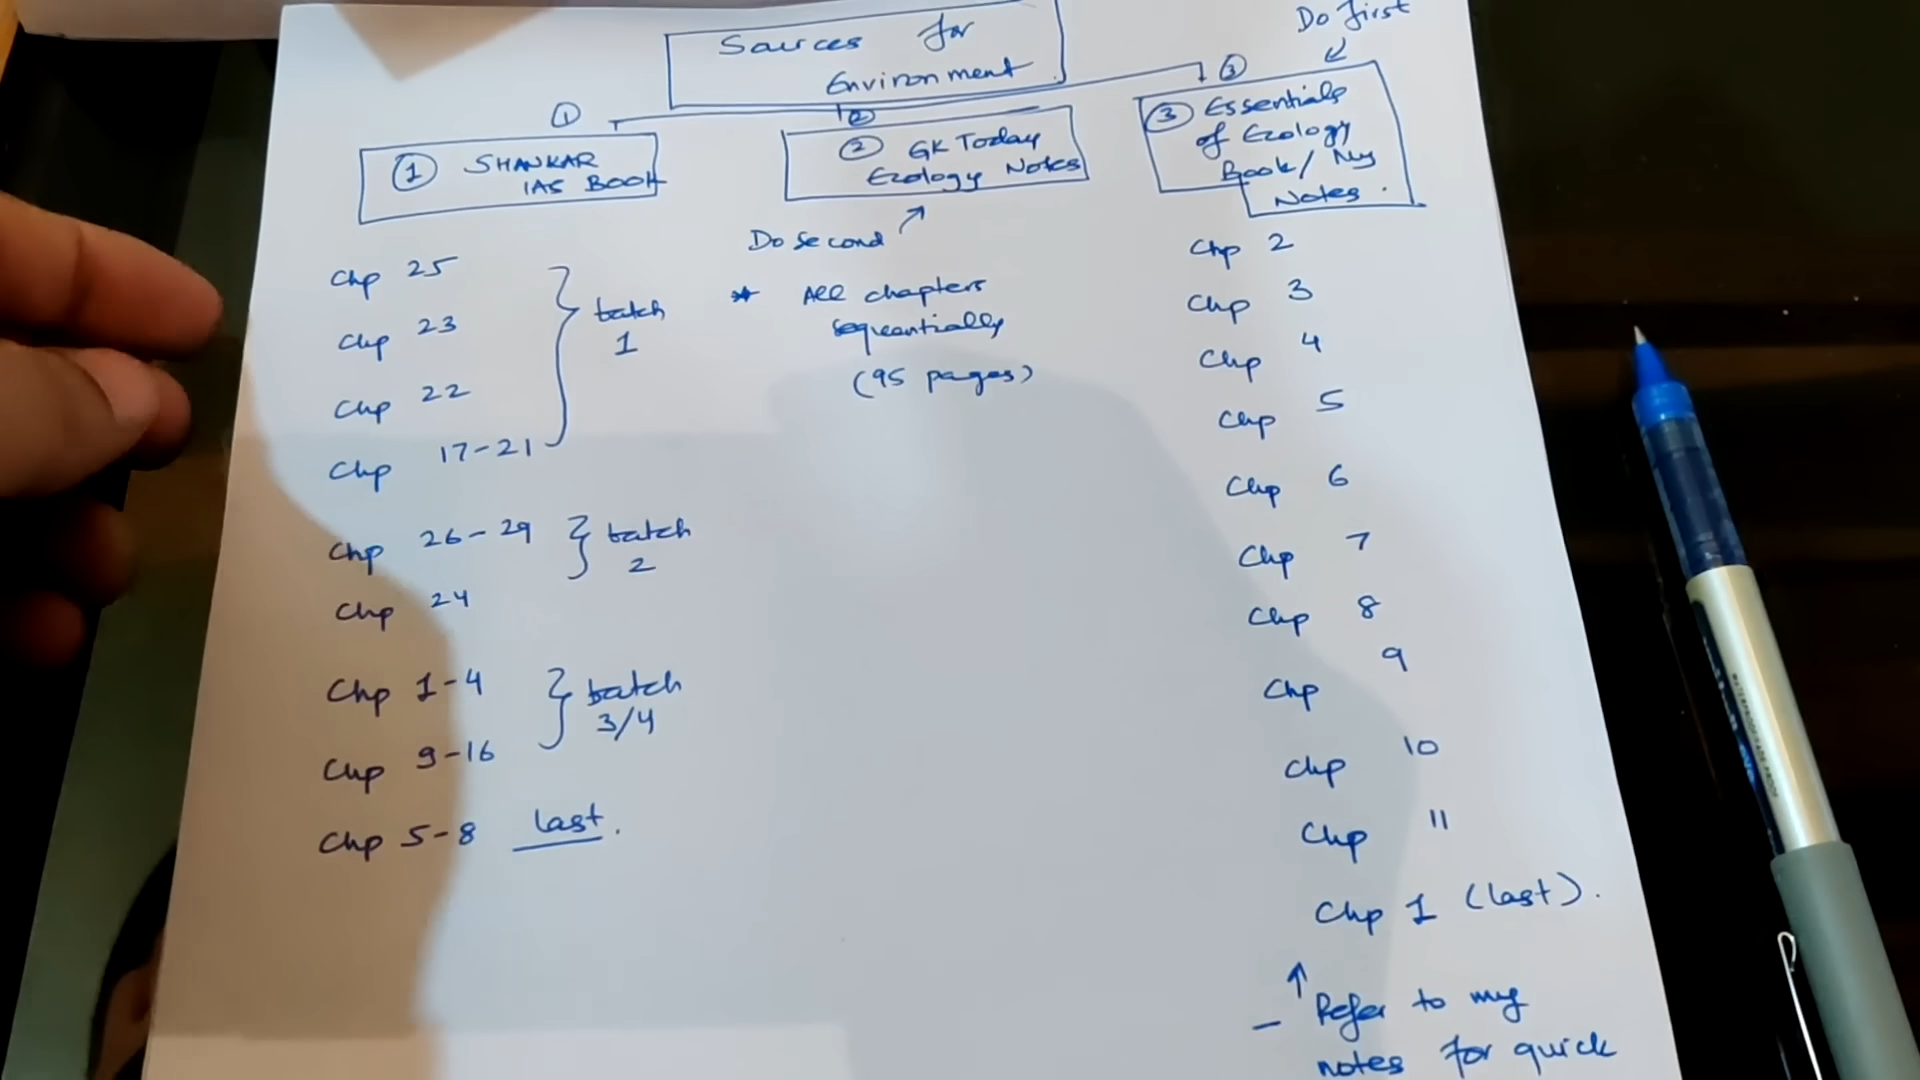 Sources for
Environment
Do first
①
① SHANKAR
IAS BOOK
②
② GK Today
Ecology Notes
③
③ Essentials
of Ecology
Book/ My
Notes.
Do second
Chp 25
Chp 23
Chp 22
Chp 17-21
batch
1
Chp 26-29
batch
2
Chp 24
Chp 1-4
Chp 9-16
batch
3/4
Chp 5-8 last.
* All chapters
sequentially
(95 pages)
Chp 2
Chp 3
Chp 4
Chp 5
Chp 6
Chp 7
Chp 8
Chp 9
Chp 10
Chp 11
Chp 1 (last).
- Refer to my
notes for quick